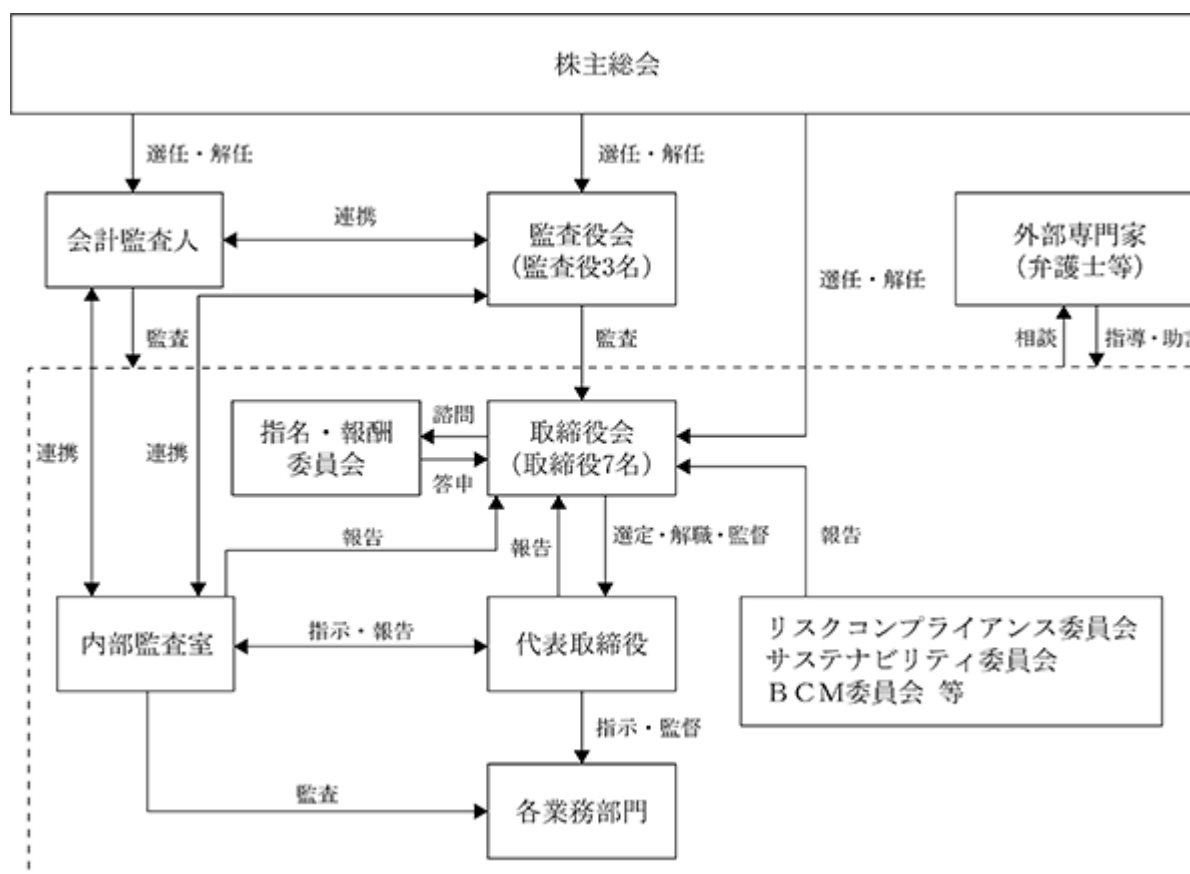 株主総会
選任・解任
選任・解任
会計監査人
連携
監査役会
(監査役3名)
選任・解任
外部専門家
(弁護士等)
監査
監査
相談
指導・助
連携
連携
指名・報酬
委員会
諮問
答申
取締役会
(取締役7名)
報告
報告
選定・解職・監督
報告
内部監査室
指示・報告
代表取締役
リスクコンプライアンス委員会
サステナビリティ委員会
BCM委員会 等
指示・監督
監査
各業務部門